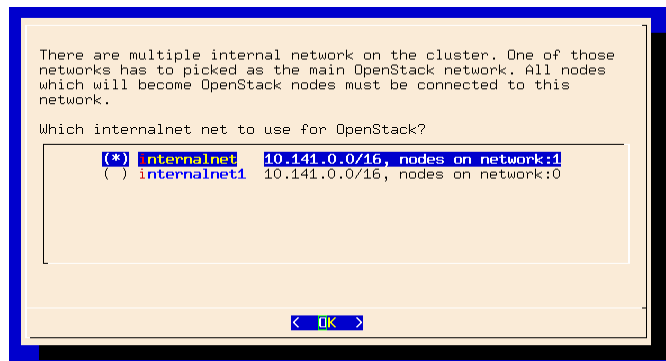 There are multiple internal network on the cluster. One of those
networks has to picked as the main OpenStack network. All nodes
which will become OpenStack nodes must be connected to this
network.
Which internalnet net to use for OpenStack?
(*) internalnet 10.141.0.0/16, nodes on network:1
( ) internalnet1 10.141.0.0/16, nodes on network:0
< OK >